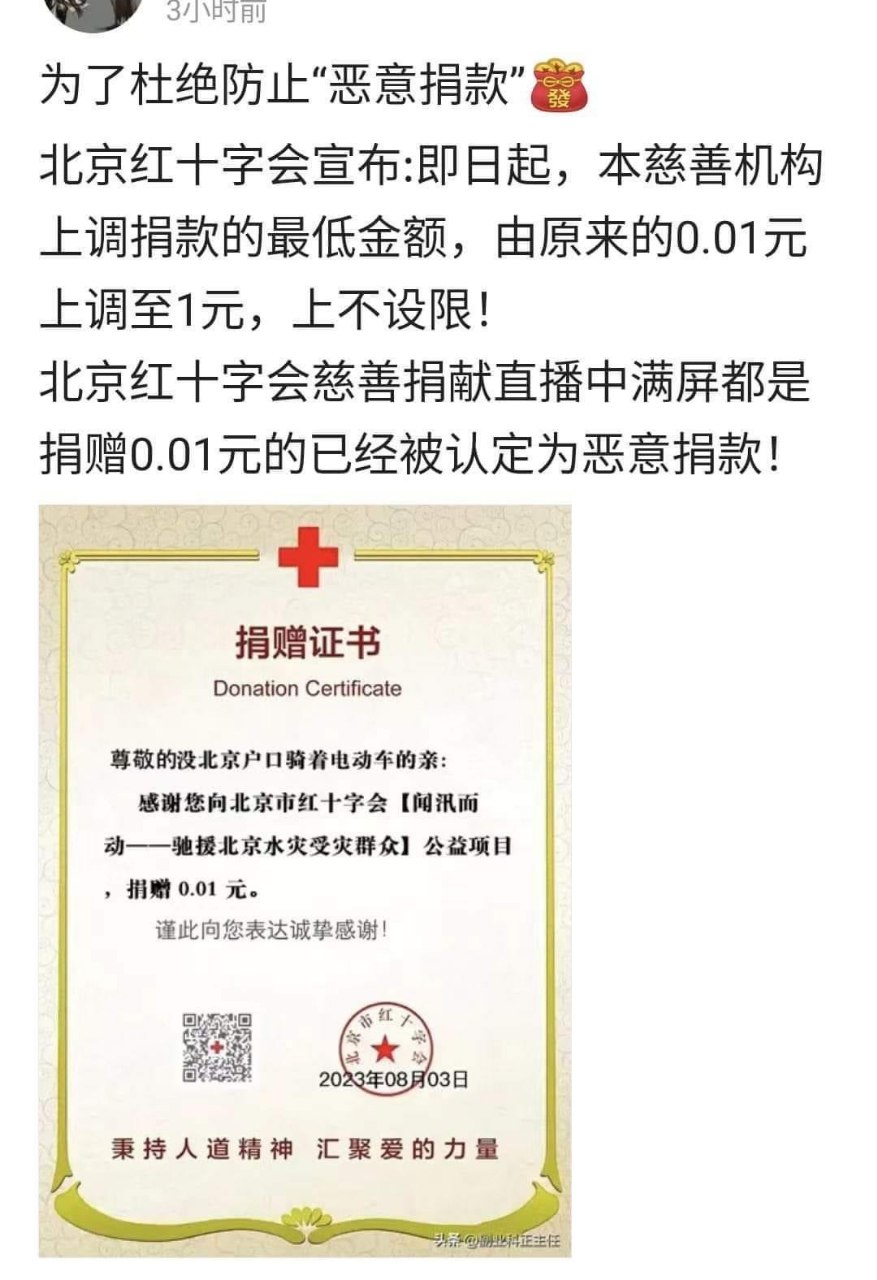 3小时前
为了杜绝防止“恶意捐款”
發
北京红十字会宣布:即日起，本慈善机构
上调捐款的最低金额，由原来的0.01元
上调至1元，上不设限！
北京红十字会慈善捐献直播中满屏都是
捐赠0.01元的已经被认定为恶意捐款！
捐赠证书
Donation Certificate
尊敬的没北京户口骑着电动车的亲：
感谢您向北京市红十字会【闻汛而
动——驰援北京水灾受灾群众】公益项目
，捐赠 0.01 元。
谨此向您表达诚挚感谢！
北京市红十字会
2023年08月03日
秉持人道精神 汇聚爱的力量
头条 @副业科正主任